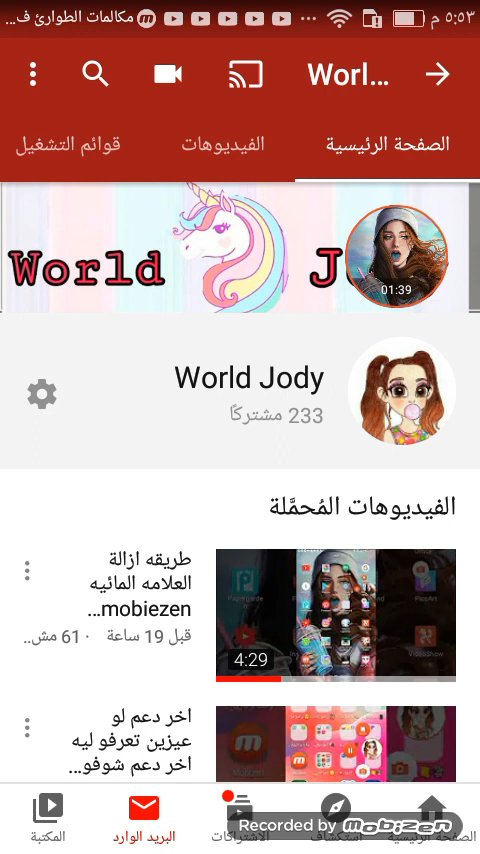 مكالمات الطوارئ ف... ٥:٥٣ م
Worl...
الصفحة الرئيسية الفيديوهات قوائم التشغيل
World J
01:39
World Jody
233 مشتركًا
الفيديوهات المُحمَّلة
طريقه ازالة
العلامه المائيه
mobiezen...
قبل 19 ساعة · 61 مش...
4:29
اخر دعم لو
عيزين تعرفو ليه
اخر دعم شوفو...
الصفحة الرئيسية استكشاف الاشتراكات البريد الوارد المكتبة
Recorded by mobizen